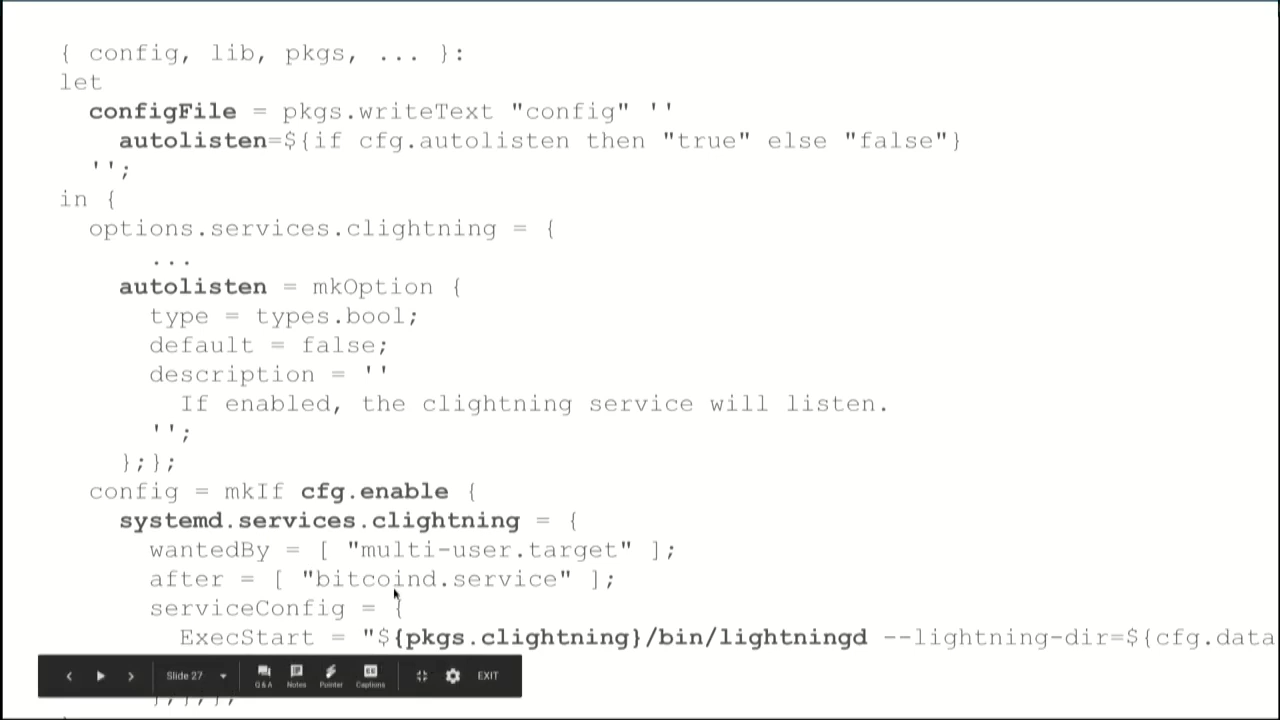 { config, lib, pkgs, ... }:
let
configFile = pkgs.writeText "config" ''
autolisten=${if cfg.autolisten then "true" else "false"}
'';
in {
options.services.clightning = {
...
autolisten = mkOption {
type = types.bool;
default = false;
description = ''
If enabled, the clightning service will listen.
'';
};};
config = mkIf cfg.enable {
systemd.services.clightning = {
wantedBy = [ "multi-user.target" ];
after = [ "bitcoind.service" ];
serviceConfig = {
ExecStart = "${pkgs.clightning}/bin/lightningd --lightning-dir=${cfg.data
Slide 27
Q&A Notes Pointer Captions EXIT